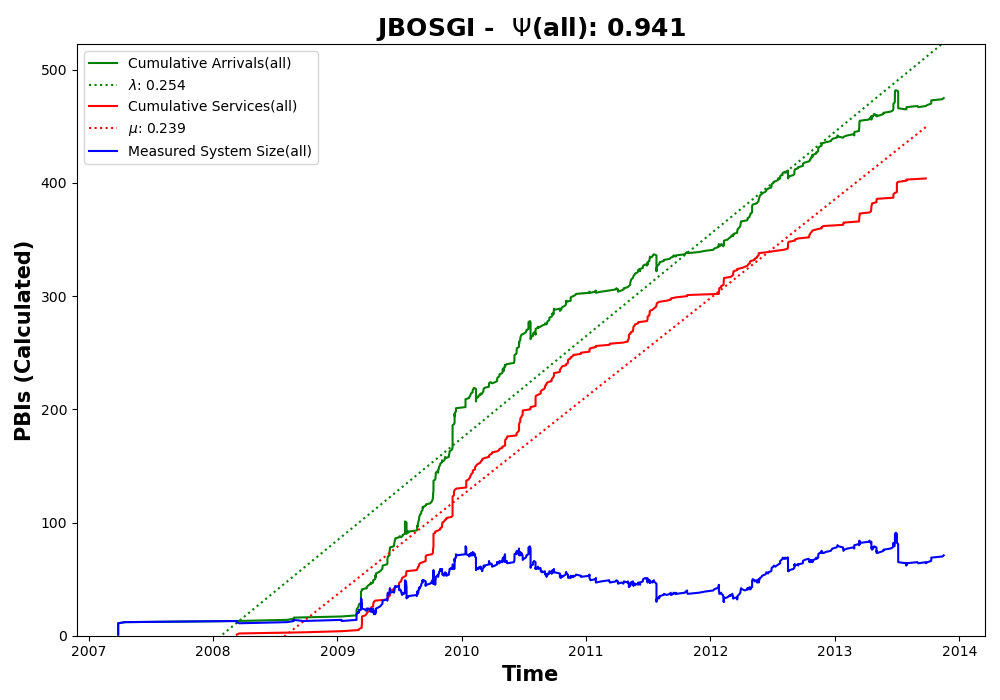 JBOSGI - Ψ(all): 0.941
Cumulative Arrivals(all)
λ: 0.254
Cumulative Services(all)
μ: 0.239
Measured System Size(all)
PBIs (Calculated)
500
400
300
200
100
0
2007 2008 2009 2010 2011 2012 2013 2014
Time